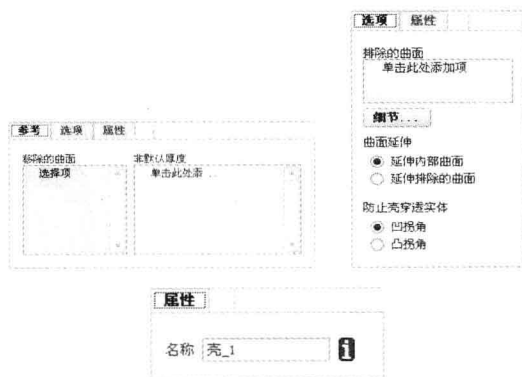 参考 选项 属性
移除的曲面 非默认厚度
选择项 单击此处添...
选项 属性
排除的曲面
单击此处添加项
细节...
曲面延伸
延伸内部曲面
延伸排除的曲面
防止壳穿透实体
凹拐角
凸拐角
属性
名称 壳_1